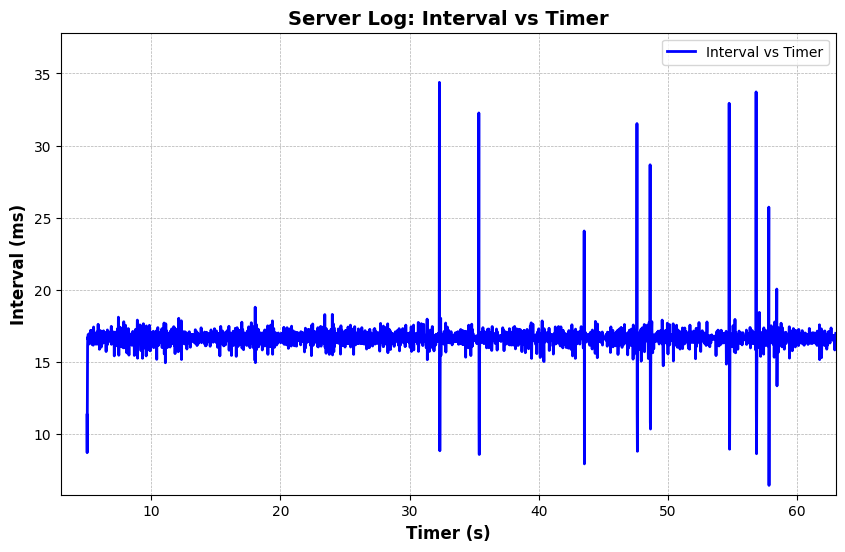 Server Log: Interval vs Timer
Interval vs Timer
Interval (ms)
35
30
25
20
15
10
10 20 30 40 50 60
Timer (s)